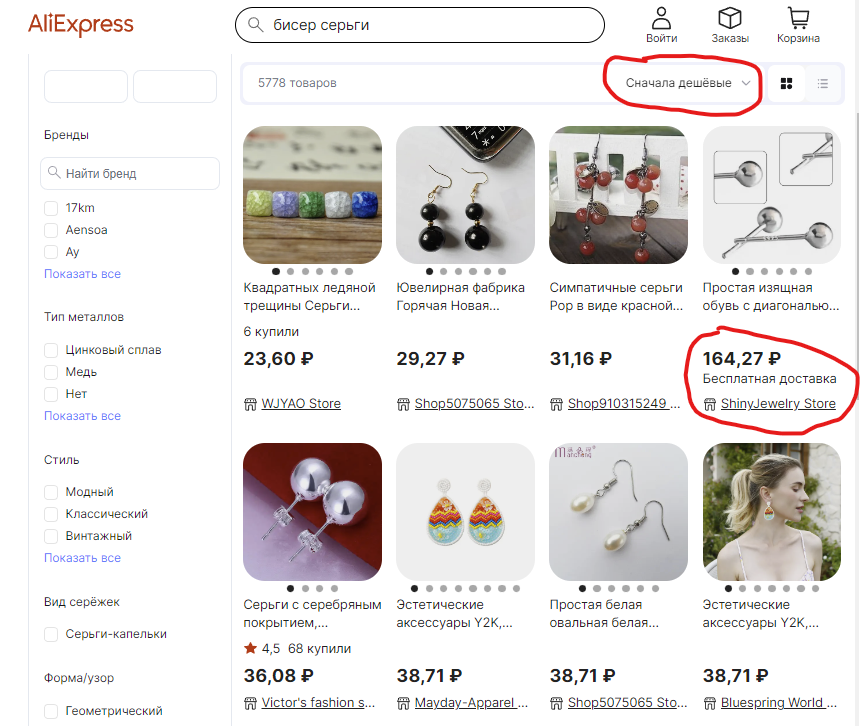 AliExpress
бисер серьги
Войти
Заказы
Корзина
5778 товаров
Сначала дешёвые
Бренды
Найти бренд
17km
Aensoa
Ay
Показать все
Тип металлов
Цинковый сплав
Медь
Нет
Показать все
Стиль
Модный
Классический
Винтажный
Показать все
Вид серёжек
Серьги-капельки
Форма/узор
Геометрический
Квадратных ледяной
трещины Серьги...
6 купили
23,60 ₽
WJYAO Store
Ювелирная фабрика
Горячая Новая...
29,27 ₽
Shop5075065 Sto...
Симпатичные серьги
Pop в виде красной...
31,16 ₽
Shop910315249 ...
Простая изящная
обувь с диагональю...
164,27 ₽
Бесплатная доставка
ShinyJewelry Store
Серьги с серебряным
покрытием,...
4,5 68 купили
36,08 ₽
Victor's fashion s...
Эстетические
аксессуары Y2K,...
38,71 ₽
Mayday-Apparel ...
Простая белая
овальная белая...
38,71 ₽
Shop5075065 Sto...
Эстетические
аксессуары Y2K,...
38,71 ₽
Bluespring World ...